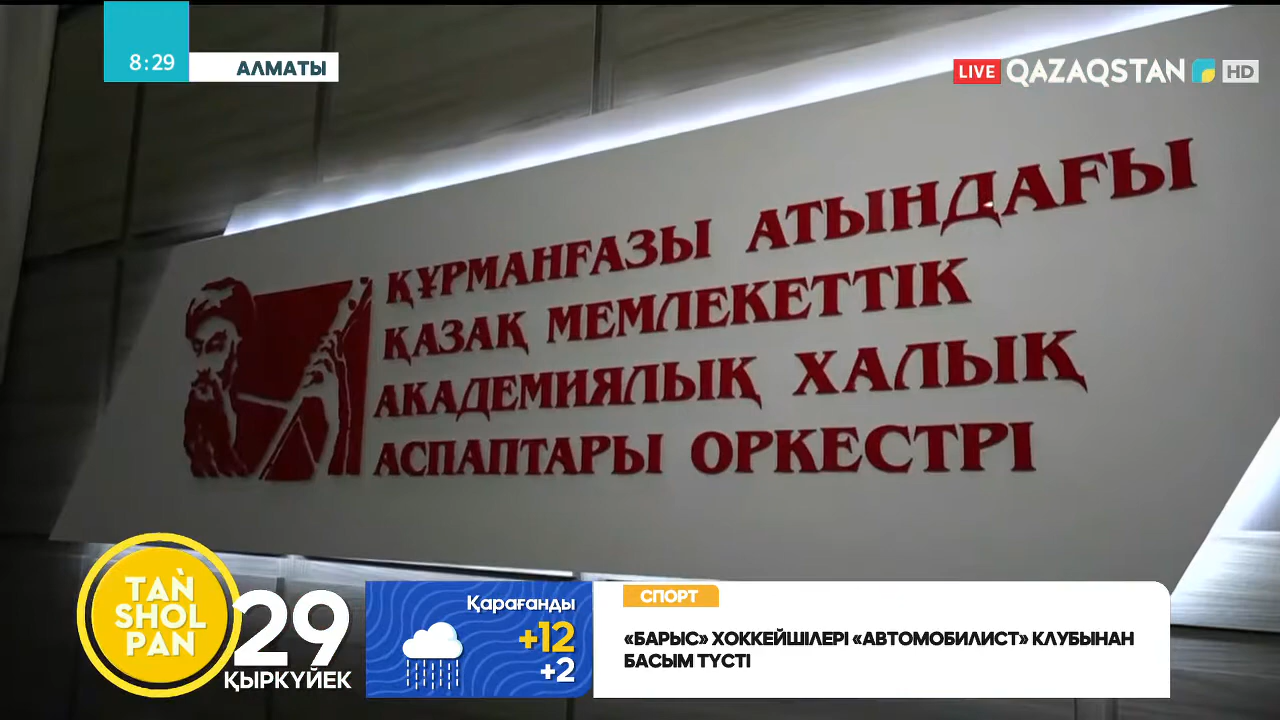 8:29
АЛМАТЫ
LIVE QAZAQSTAN HD
ҚҰРМАНҒАЗЫ АТЫНДАҒЫ
ҚАЗАҚ МЕМЛЕКЕТТІК
АКАДЕМИЯЛЫҚ ХАЛЫҚ
АСПАПТАРЫ ОРКЕСТРІ
TAŃ
SHOL
PAN
29
ҚЫРКҮЙЕК
Қарағанды
+12
+2
СПОРТ
«БАРЫС» ХОККЕЙШІЛЕРІ «АВТОМОБИЛИСТ» КЛУБЫНАН
БАСЫМ ТҮСТІ